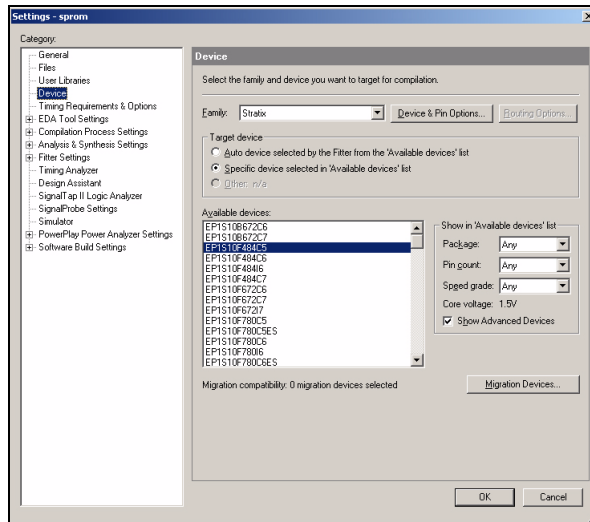 Settings - sprom
Category:
General
Files
User Libraries
Device
Timing Requirements & Options
EDA Tool Settings
Compilation Process Settings
Analysis & Synthesis Settings
Fitter Settings
Timing Analyzer
Design Assistant
SignalTap II Logic Analyzer
SignalProbe Settings
Simulator
PowerPlay Power Analyzer Settings
Software Build Settings
Device
Select the family and device you want to target for compilation.
Family: Stratix Device & Pin Options... Routing Options...
Target device
Auto device selected by the Fitter from the 'Available devices' list
Specific device selected in 'Available devices' list
Other: n/a
Available devices:
EP1S10B672C6
EP1S10B672C7
EP1S10F484C5
EP1S10F484C6
EP1S10F484I6
EP1S10F484C7
EP1S10F672C6
EP1S10F672C7
EP1S10F672I7
EP1S10F780C5
EP1S10F780C5ES
EP1S10F780C6
EP1S10F780I6
EP1S10F780C6ES
Show in 'Available devices' list
Package: Any
Pin count: Any
Speed grade: Any
Core voltage: 1.5V
Show Advanced Devices
Migration compatibility: 0 migration devices selected
Migration Devices...
OK Cancel